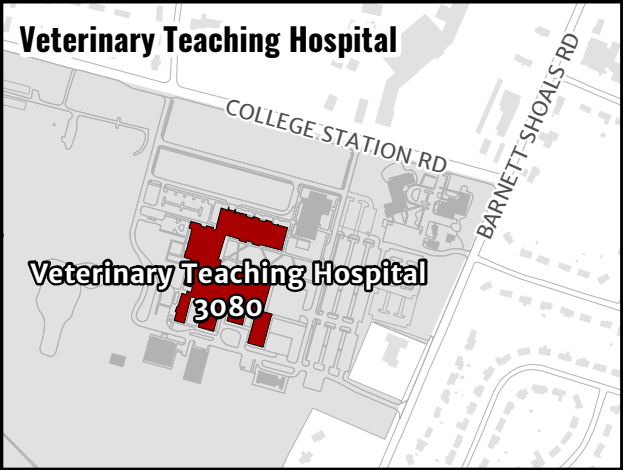 Veterinary Teaching Hospital
COLLEGE STATION RD
BARNETT SHOALS RD
Veterinary Teaching Hospital
3080